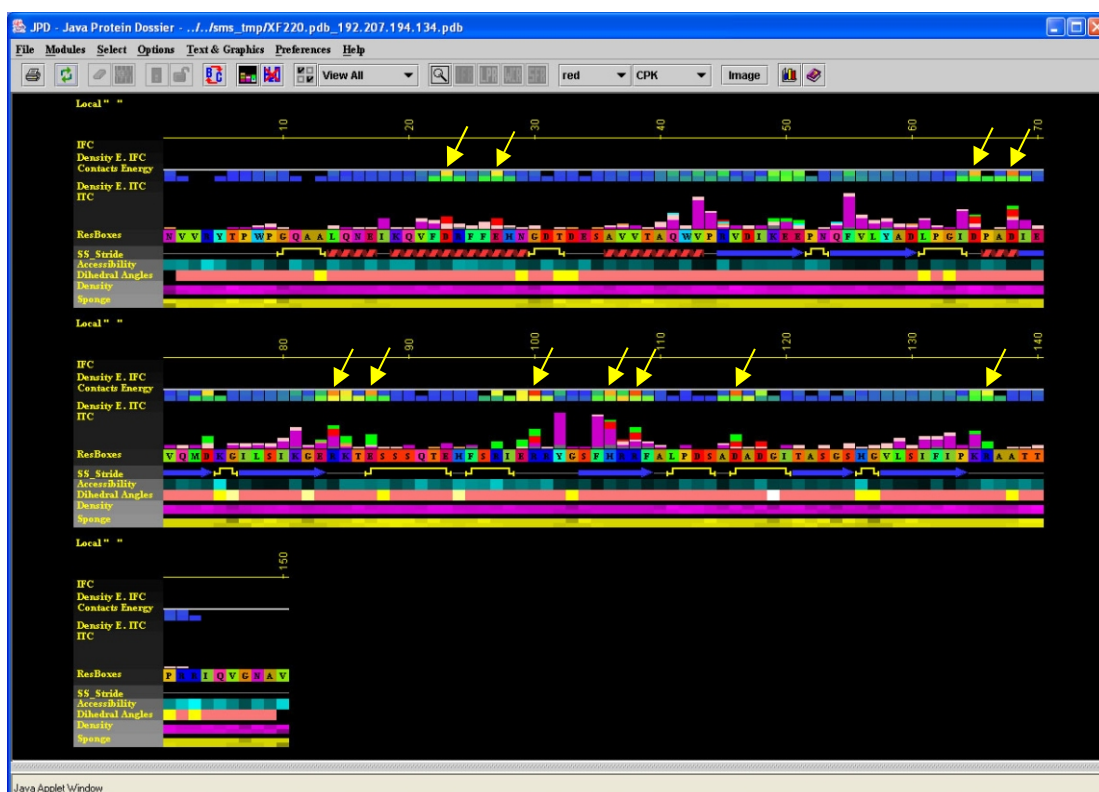 JPD - Java Protein Dossier - ../../sms_tmp/XF220.pdb_192.207.194.134.pdb
File Modules Select Options Text & Graphics Preferences Help
View All red CPK Image
Local " "
10 20 30 40 50 60 70
IFC
Density E. IFC
Contacts Energy
Density E. ITC
ITC
ResBoxes N V V Y T P W P G Q A A L Q N E I K Q V F D F F E H N G D T D E S A V V T A Q W V P V D I K E E P N Q F V L Y A D L P G I D P A D I E
SS_Stride
Accessibility
Dihedral Angles
Density
Sponge
Local " "
80 90 100 110 120 130 140
IFC
Density E. IFC
Contacts Energy
Density E. ITC
ITC
ResBoxes V Q M D K G I L S I K G E K T E S S S Q T E H F S I E Y G S F H F A L P D S A D A D G I T A S G S H G V L S I F I P K A A T T
SS_Stride
Accessibility
Dihedral Angles
Density
Sponge
Local " "
150
IFC
Density E. IFC
Contacts Energy
Density E. ITC
ITC
ResBoxes P I Q V G N A V
SS_Stride
Accessibility
Dihedral Angles
Density
Sponge
Java Applet Window